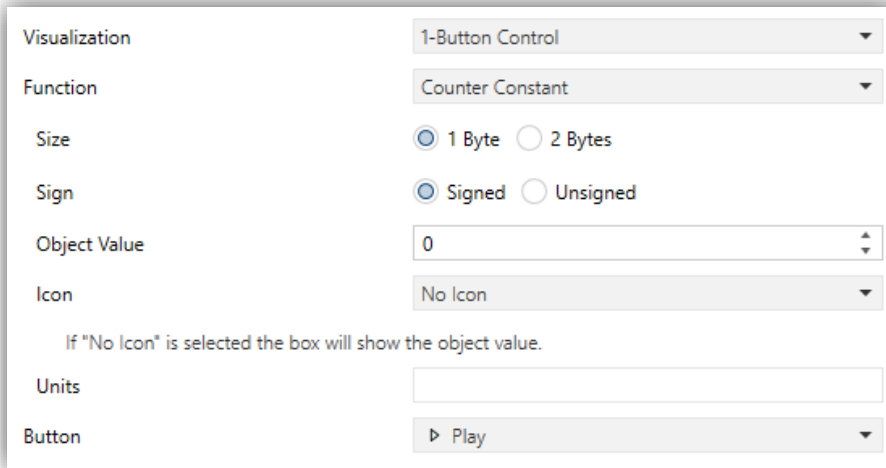 Visualization 1-Button Control
Function Counter Constant
Size 1 Byte 2 Bytes
Sign Signed Unsigned
Object Value 0
Icon No Icon
If "No Icon" is selected the box will show the object value.
Units
Button Play